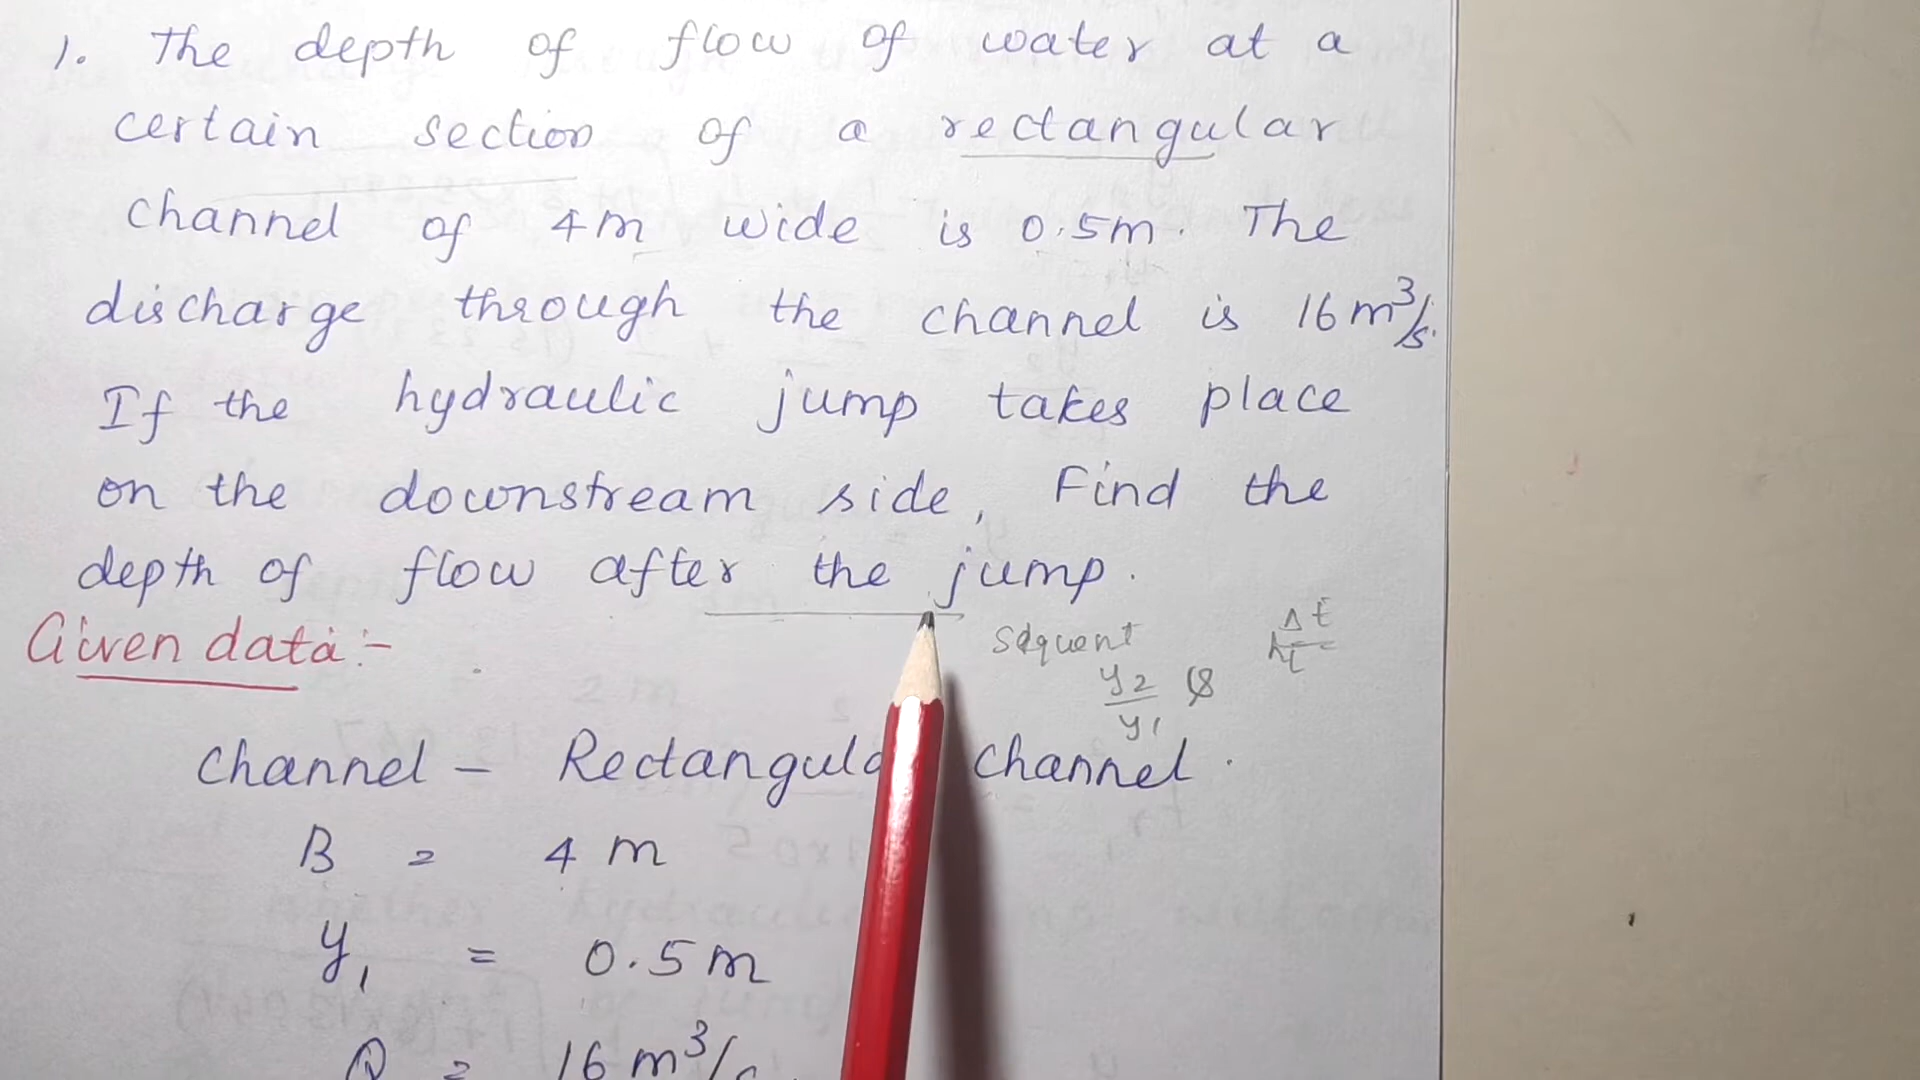 1. The depth of flow of water at a
certain section of a rectangular
channel of 4m wide is 0.5m. The
discharge through the channel is 16 m³/s.
If the hydraulic jump takes place
on the downstream side, Find the
depth of flow after the jump.
Given data:-
Sequent
y2
y1
Channel - Rectangular channel.
B = 4 m
y1 = 0.5 m
Q = 16 m³/s